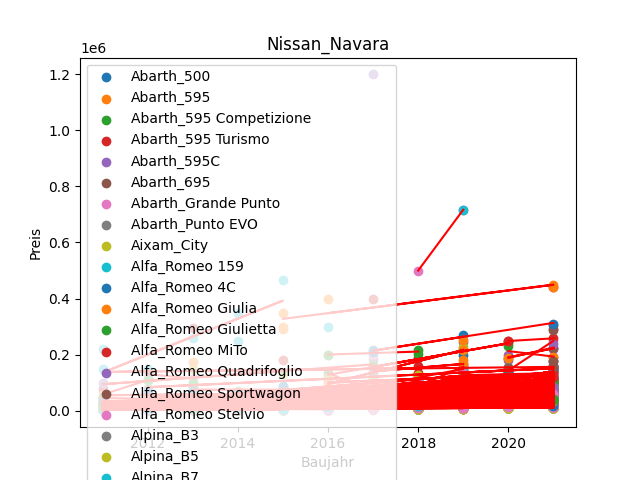 Nissan_Navara
1e6
1.2
1.0
0.8
0.6
0.4
0.2
0.0
Preis
Abarth_500
Abarth_595
Abarth_595 Competizione
Abarth_595 Turismo
Abarth_595C
Abarth_695
Abarth_Grande Punto
Abarth_Punto EVO
Aixam_City
Alfa_Romeo 159
Alfa_Romeo 4C
Alfa_Romeo Giulia
Alfa_Romeo Giulietta
Alfa_Romeo MiTo
Alfa_Romeo Quadrifoglio
Alfa_Romeo Sportwagon
Alfa_Romeo Stelvio
Alpina_B3
Alpina_B5
Alpina_B7
2012 2014 2016 2018 2020
Baujahr